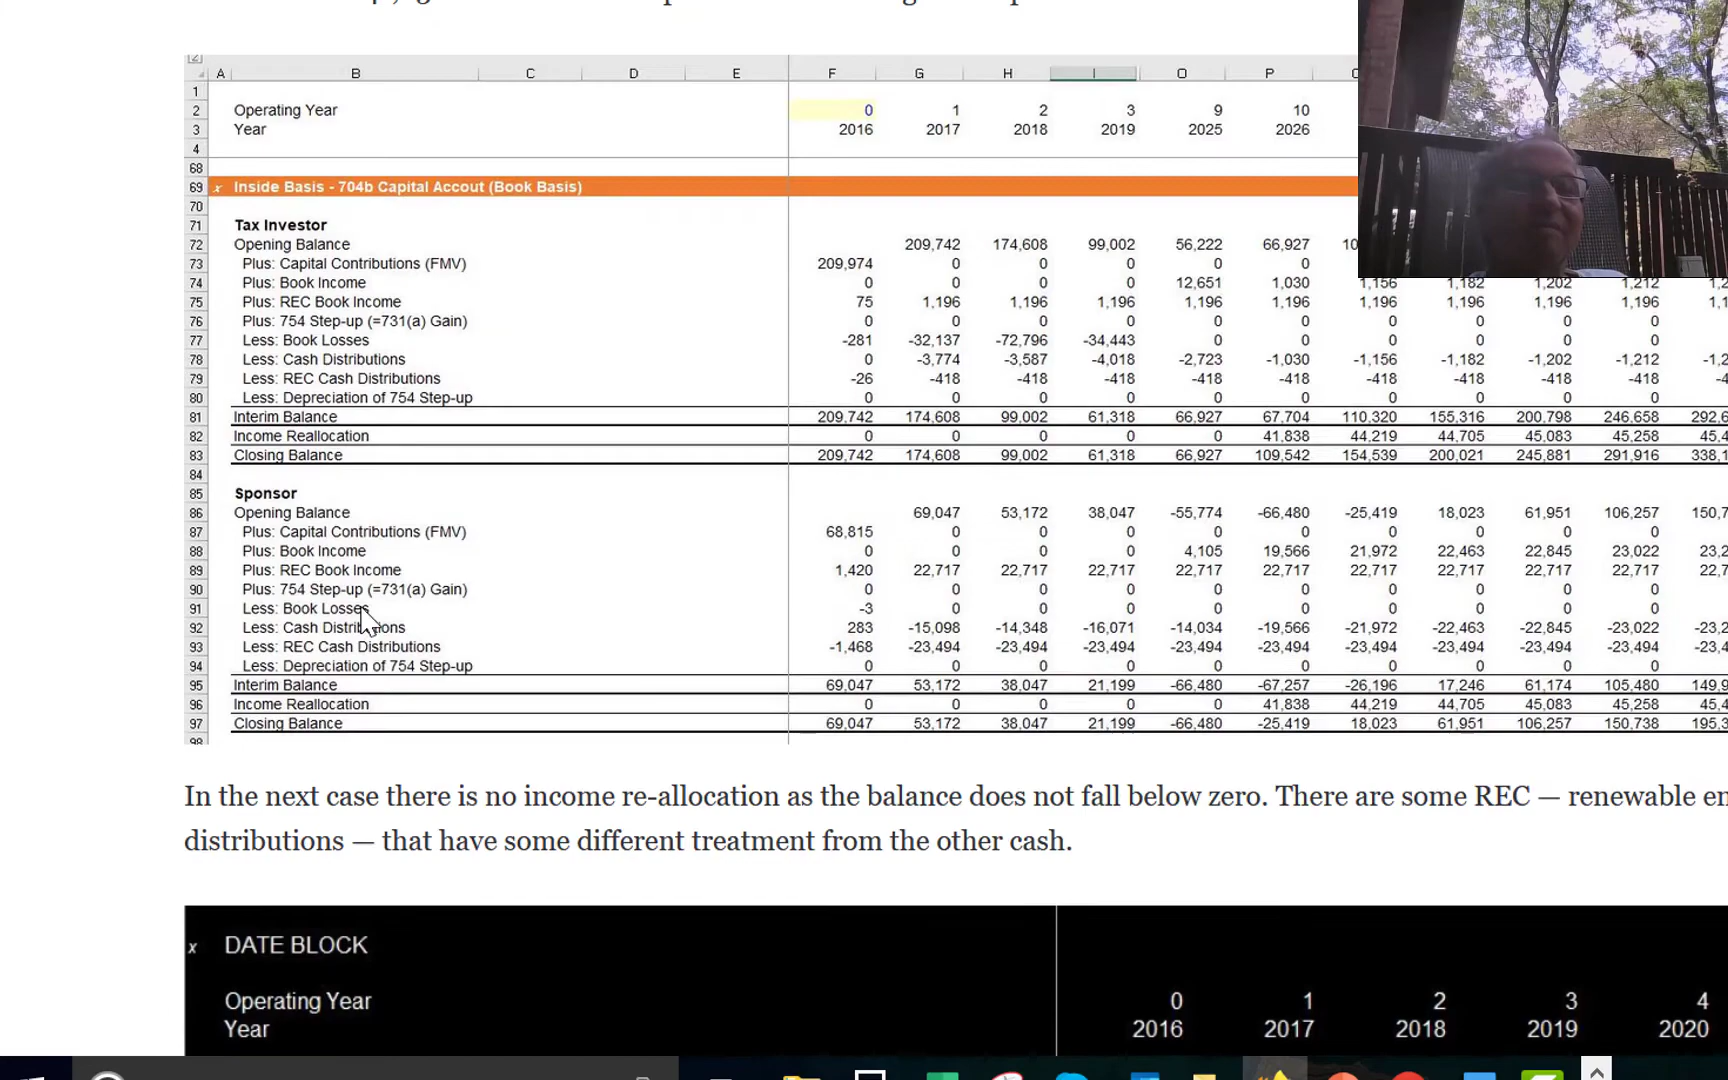 A B C D E F G H I O P
1
2 Operating Year 0 1 2 3 9 10
3 Year 2016 2017 2018 2019 2025 2026
4
68
69 x Inside Basis - 704b Capital Accout (Book Basis)
70
71 Tax Investor
72 Opening Balance 209,742 174,608 99,002 56,222 66,927
73 Plus: Capital Contributions (FMV) 209,974 0 0 0 0 0
74 Plus: Book Income 0 0 0 0 12,651 1,030 1,156 1,182 1,202 1,212
75 Plus: REC Book Income 75 1,196 1,196 1,196 1,196 1,196 1,196 1,196 1,196 1,196
76 Plus: 754 Step-up (=731(a) Gain) 0 0 0 0 0 0 0 0 0 0
77 Less: Book Losses -281 -32,137 -72,796 -34,443 0 0 0 0 0 0
78 Less: Cash Distributions 0 -3,774 -3,587 -4,018 -2,723 -1,030 -1,156 -1,182 -1,202 -1,212
79 Less: REC Cash Distributions -26 -418 -418 -418 -418 -418 -418 -418 -418 -418
80 Less: Depreciation of 754 Step-up 0 0 0 0 0 0 0 0 0 0
81 Interim Balance 209,742 174,608 99,002 61,318 66,927 67,704 110,320 155,316 200,798 246,658
82 Income Reallocation 0 0 0 0 0 41,838 44,219 44,705 45,083 45,258
83 Closing Balance 209,742 174,608 99,002 61,318 66,927 109,542 154,539 200,021 245,881 291,916
84
85 Sponsor
86 Opening Balance 69,047 53,172 38,047 -55,774 -66,480 -25,419 18,023 61,951 106,257
87 Plus: Capital Contributions (FMV) 68,815 0 0 0 0 0 0 0 0 0
88 Plus: Book Income 0 0 0 0 4,105 19,566 21,972 22,463 22,845 23,022
89 Plus: REC Book Income 1,420 22,717 22,717 22,717 22,717 22,717 22,717 22,717 22,717 22,717
90 Plus: 754 Step-up (=731(a) Gain) 0 0 0 0 0 0 0 0 0 0
91 Less: Book Losses -3 0 0 0 0 0 0 0 0 0
92 Less: Cash Distributions 283 -15,098 -14,348 -16,071 -14,034 -19,566 -21,972 -22,463 -22,845 -23,022
93 Less: REC Cash Distributions -1,468 -23,494 -23,494 -23,494 -23,494 -23,494 -23,494 -23,494 -23,494 -23,494
94 Less: Depreciation of 754 Step-up 0 0 0 0 0 0 0 0 0 0
95 Interim Balance 69,047 53,172 38,047 21,199 -66,480 -67,257 -26,196 17,246 61,174 105,480
96 Income Reallocation 0 0 0 0 0 41,838 44,219 44,705 45,083 45,258
97 Closing Balance 69,047 53,172 38,047 21,199 -66,480 -25,419 18,023 61,951 106,257 150,738
98
In the next case there is no income re-allocation as the balance does not fall below zero. There are some REC — renewable
distributions — that have some different treatment from the other cash.
x DATE BLOCK
Operating Year 0 1 2 3 4
Year 2016 2017 2018 2019 2020